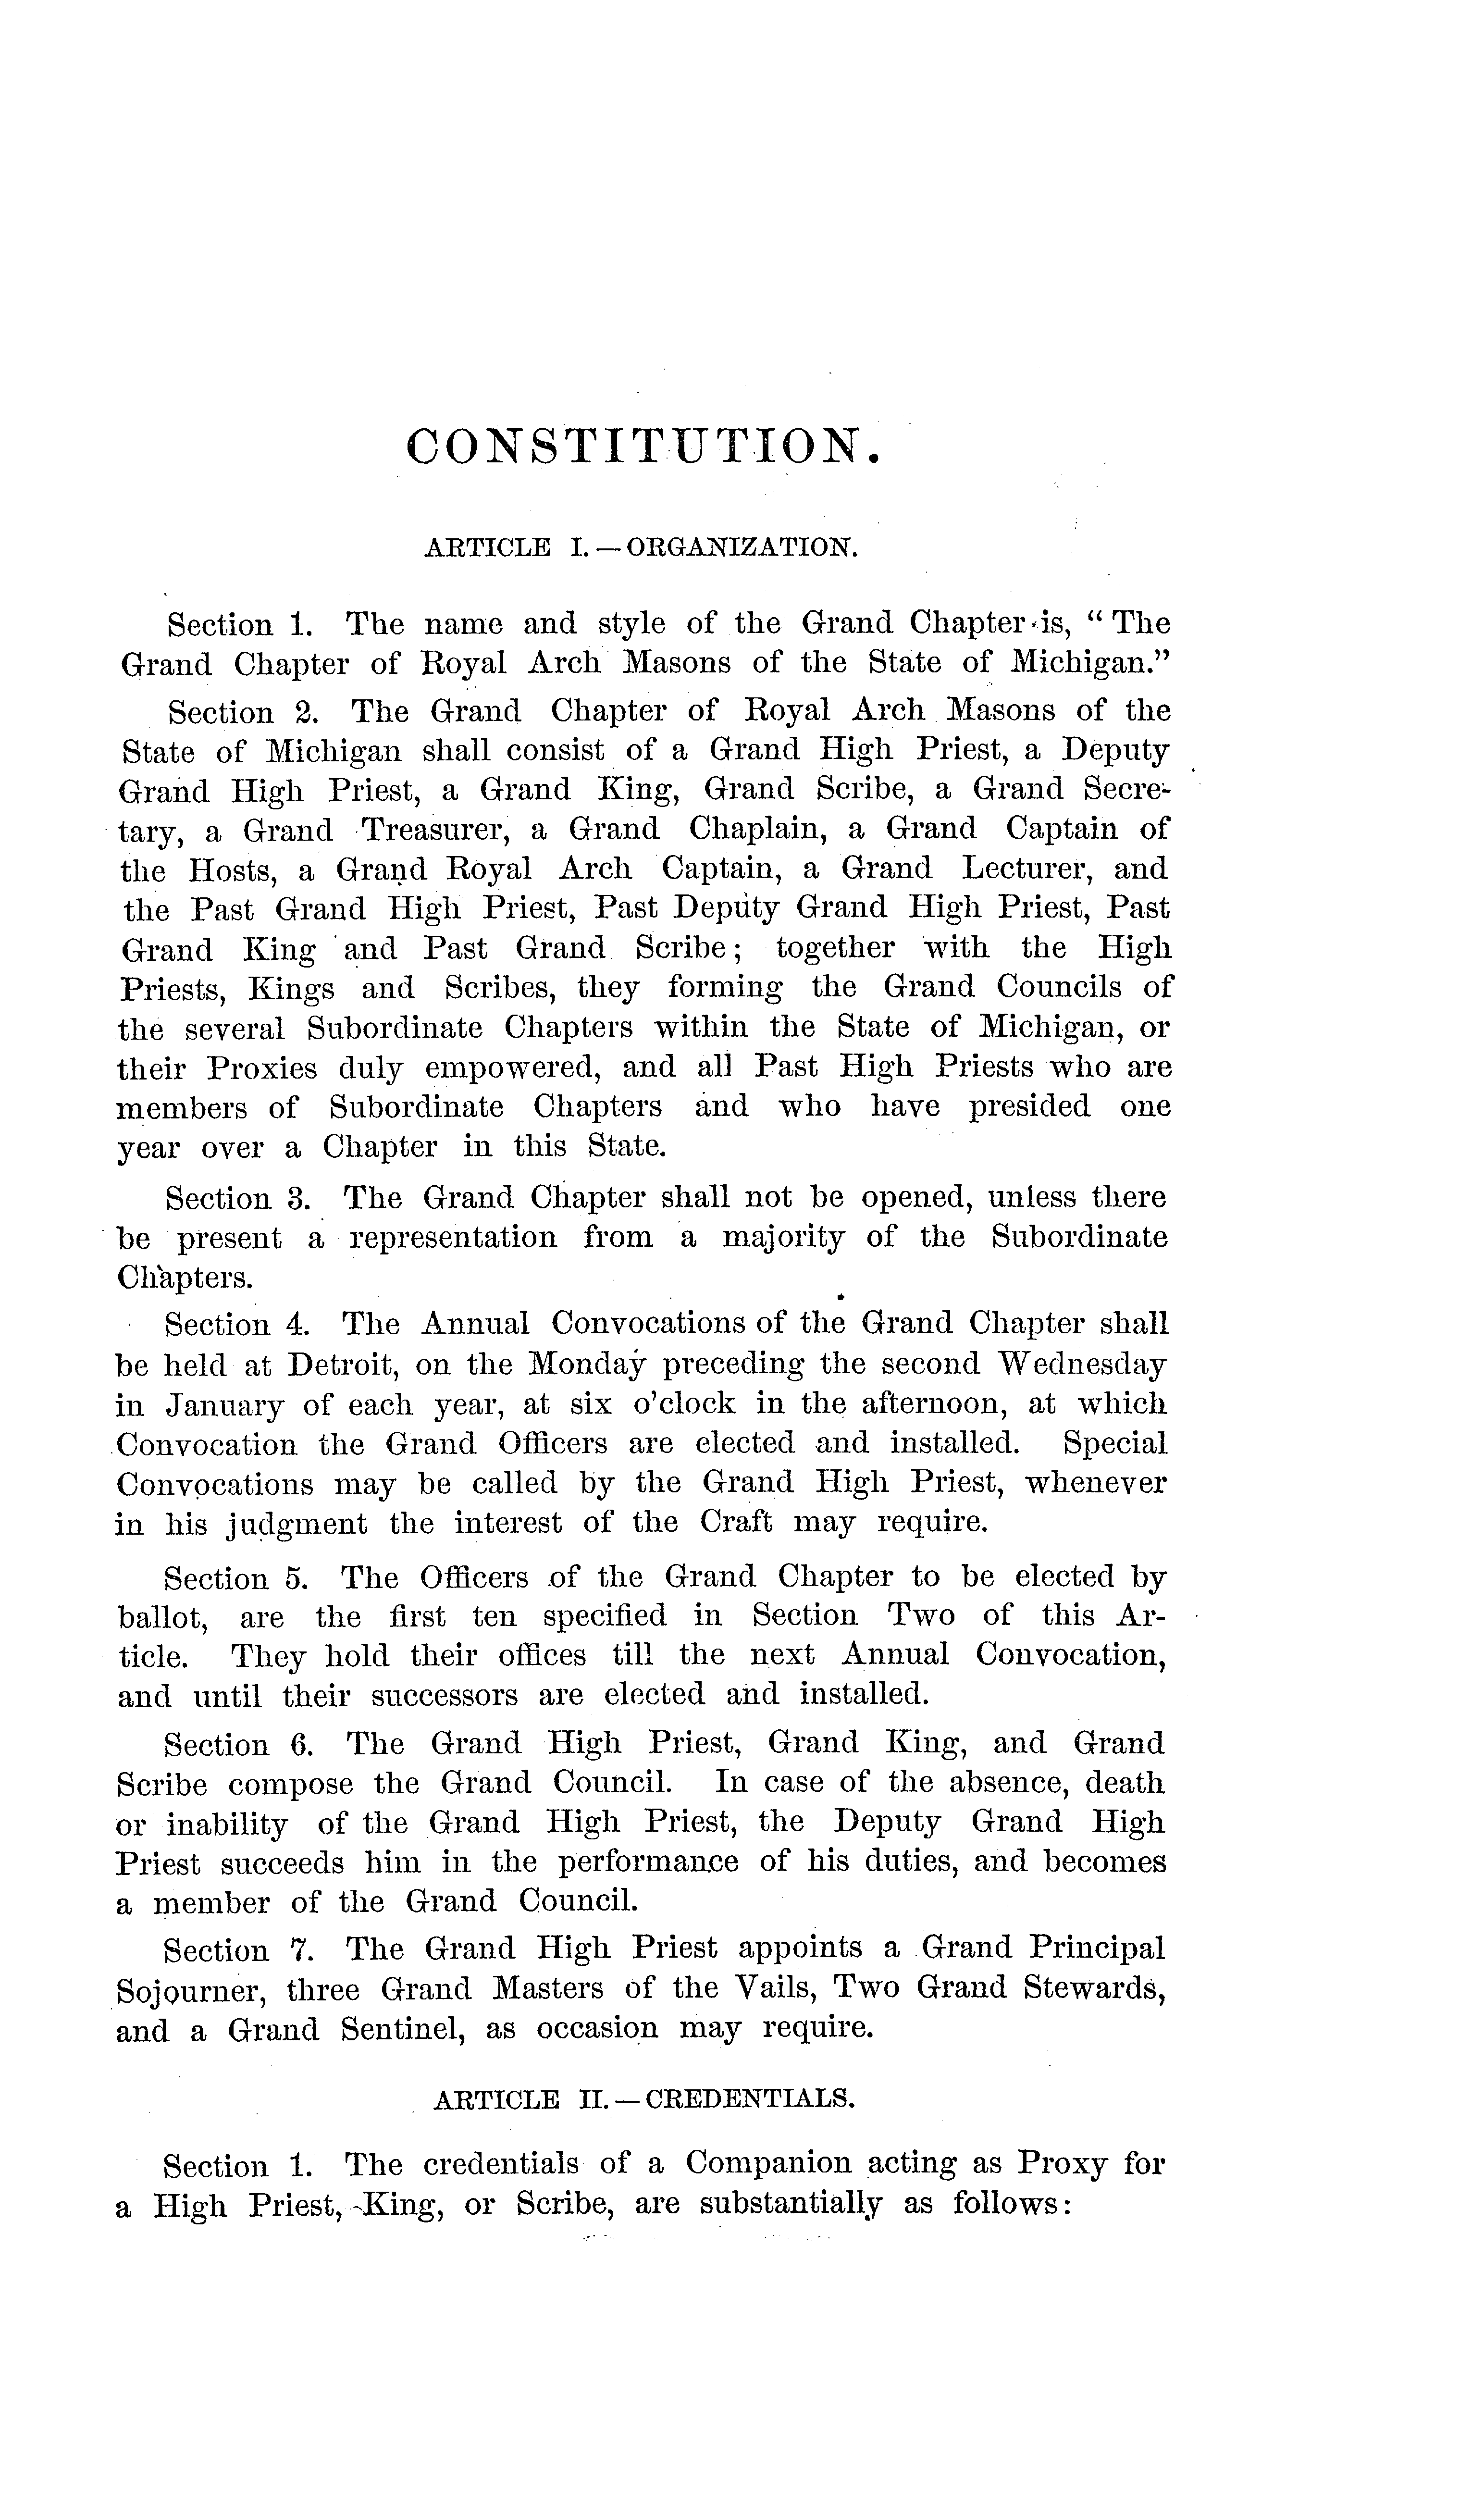 CONSTITUTION.
ARTICLE I. — ORGANIZATION.
Section 1. The name and style of the Grand Chapter is, “The
Grand Chapter of Royal Arch Masons of the State of Michigan.”
Section 2. The Grand Chapter of Royal Arch Masons of the
State of Michigan shall consist of a Grand High Priest, a Deputy
Grand High Priest, a Grand King, Grand Scribe, a Grand Secre-
tary, a Grand Treasurer, a Grand Chaplain, a Grand Captain of
the Hosts, a Grand Royal Arch Captain, a Grand Lecturer, and
the Past Grand High Priest, Past Deputy Grand High Priest, Past
Grand King and Past Grand Scribe; together with the High
Priests, Kings and Scribes, they forming the Grand Councils of
the several Subordinate Chapters within the State of Michigan, or
their Proxies duly empowered, and all Past High Priests who are
members of Subordinate Chapters and who have presided one
year over a Chapter in this State.
Section 3. The Grand Chapter shall not be opened, unless there
be present a representation from a majority of the Subordinate
Chapters.
Section 4. The Annual Convocations of the Grand Chapter shall
be held at Detroit, on the Monday preceding the second Wednesday
in January of each year, at six o’clock in the afternoon, at which
Convocation the Grand Officers are elected and installed. Special
Convocations may be called by the Grand High Priest, whenever
in his judgment the interest of the Craft may require.
Section 5. The Officers of the Grand Chapter to be elected by
ballot, are the first ten specified in Section Two of this Ar-
ticle. They hold their offices till the next Annual Convocation,
and until their successors are elected and installed.
Section 6. The Grand High Priest, Grand King, and Grand
Scribe compose the Grand Council. In case of the absence, death
or inability of the Grand High Priest, the Deputy Grand High
Priest succeeds him in the performance of his duties, and becomes
a member of the Grand Council.
Section 7. The Grand High Priest appoints a Grand Principal
Sojourner, three Grand Masters of the Vails, Two Grand Stewards,
and a Grand Sentinel, as occasion may require.
ARTICLE II. — CREDENTIALS.
Section 1. The credentials of a Companion acting as Proxy for
a High Priest, King, or Scribe, are substantially as follows: